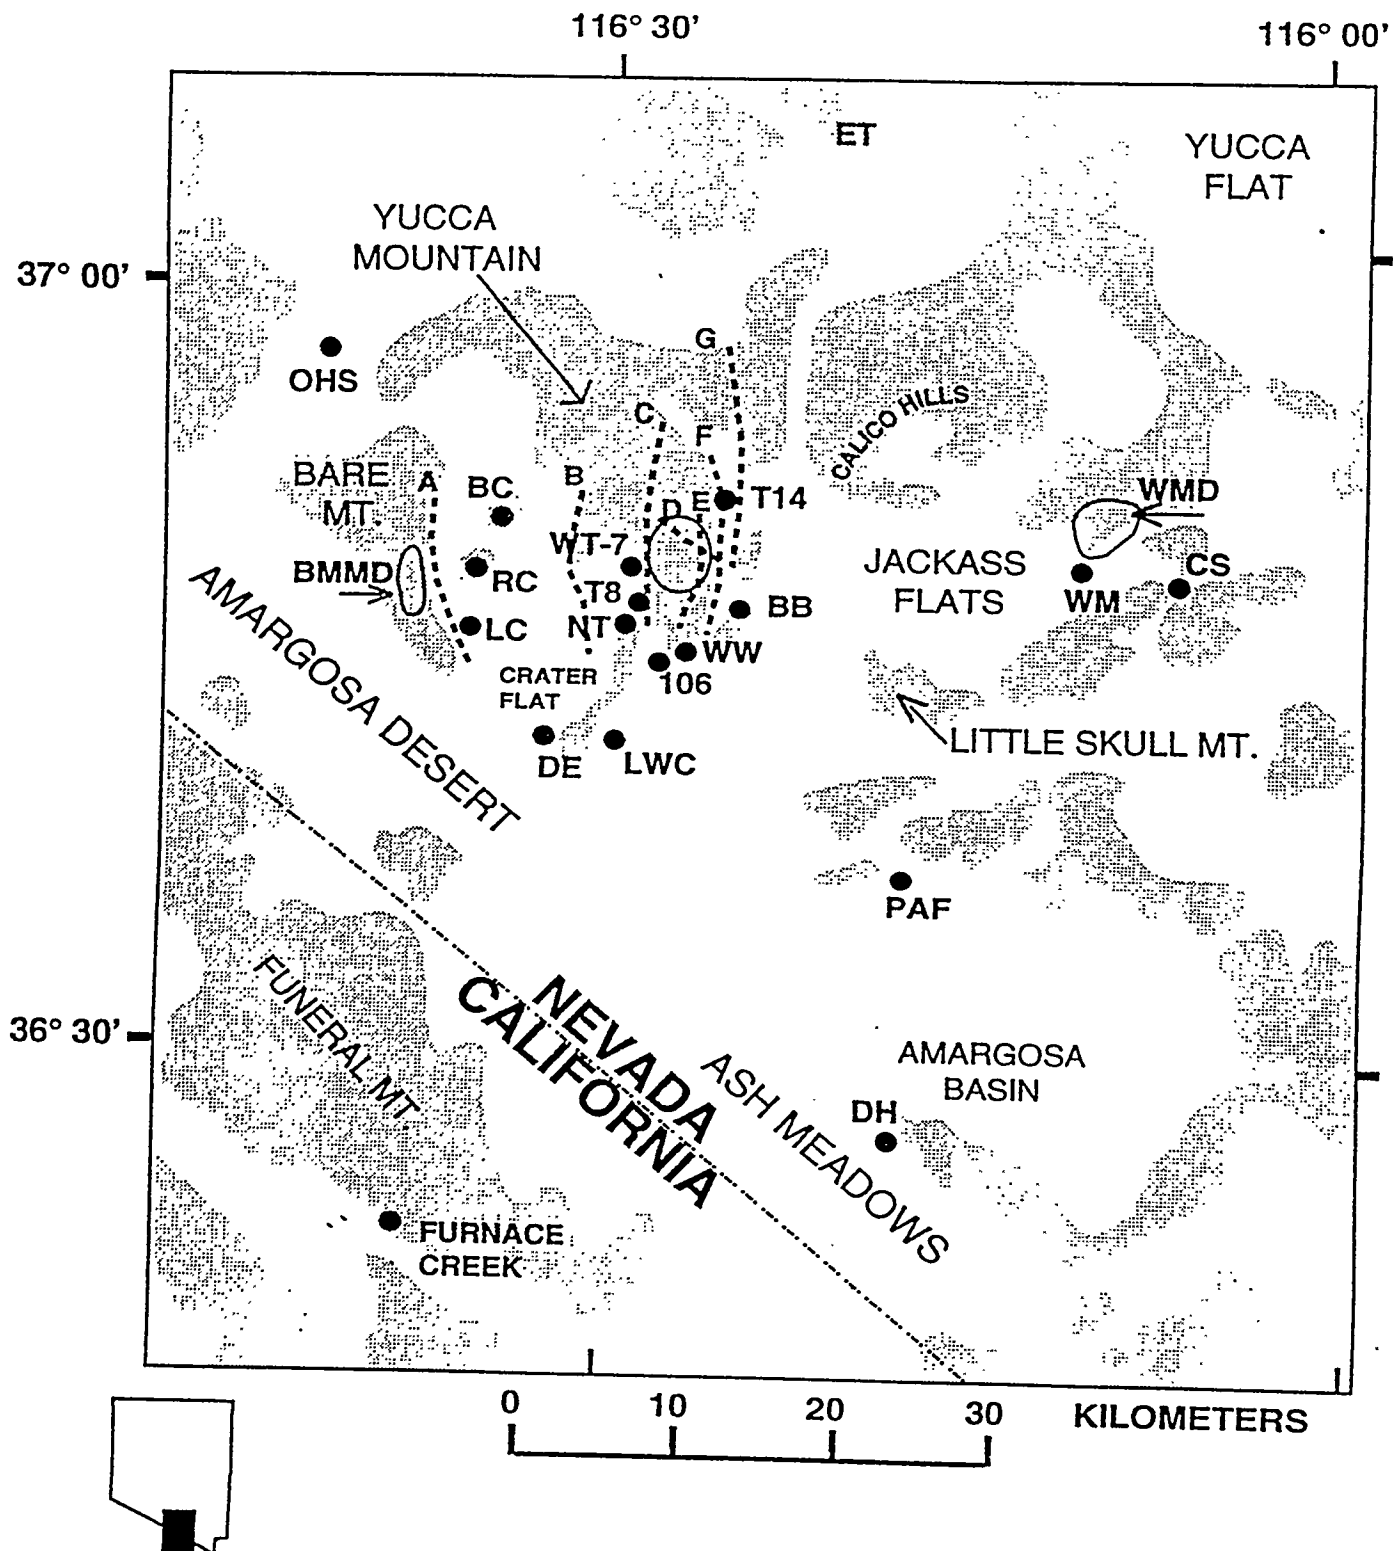 116° 30'
116° 00'
ET
YUCCA
FLAT
YUCCA
MOUNTAIN
37° 00'
G
OHS
C
CALICO HILLS
F
BARE
MT.
A
BC
B
D
E
T14
WMD
WT-7
BMMD
RC
JACKASS
FLATS
CS
T8
BB
WM
AMARGOSA DESERT
LC
NT
WW
CRATER
FLAT
106
LITTLE SKULL MT.
DE
LWC
PAF
FUNERAL MT.
NEVADA
CALIFORNIA
36° 30'
ASH MEADOWS
AMARGOSA
BASIN
DH
FURNACE
CREEK
0
10
20
30
KILOMETERS